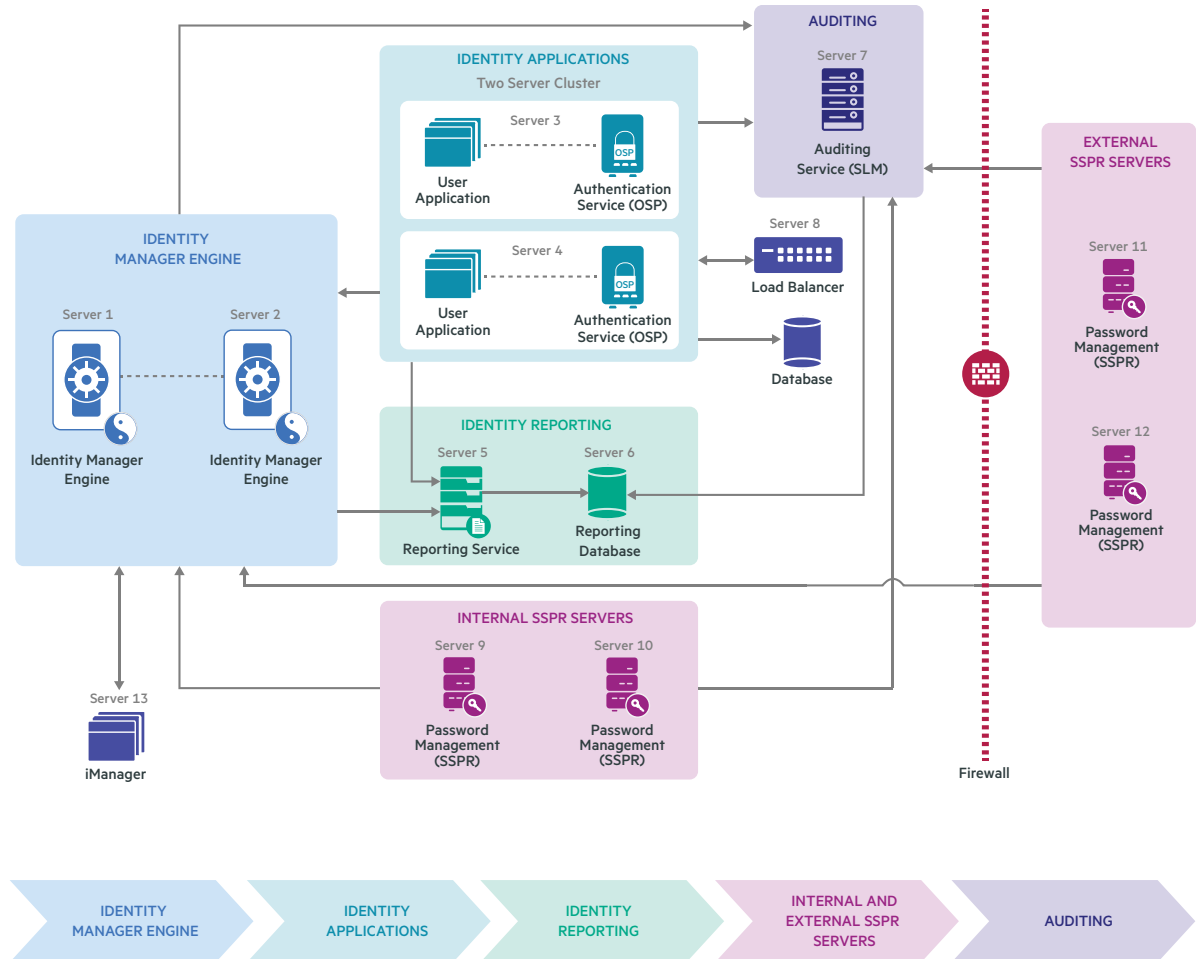 AUDITING
Server 7
Auditing
Service (SLM)
IDENTITY APPLICATIONS
Two Server Cluster
Server 3
OSP
User
Application
Authentication
Service (OSP)
Server 4
OSP
User
Application
Authentication
Service (OSP)
Server 8
Load Balancer
Database
EXTERNAL
SSPR SERVERS
Server 11
Password
Management
(SSPR)
Server 12
Password
Management
(SSPR)
IDENTITY
MANAGER ENGINE
Server 1
Server 2
Identity Manager
Engine
Identity Manager
Engine
IDENTITY REPORTING
Server 5
Server 6
Reporting Service
Reporting
Database
INTERNAL SSPR SERVERS
Server 9
Server 10
Password
Management
(SSPR)
Password
Management
(SSPR)
Server 13
iManager
Firewall
IDENTITY
MANAGER ENGINE
IDENTITY
APPLICATIONS
IDENTITY
REPORTING
INTERNAL AND
EXTERNAL SSPR
SERVERS
AUDITING